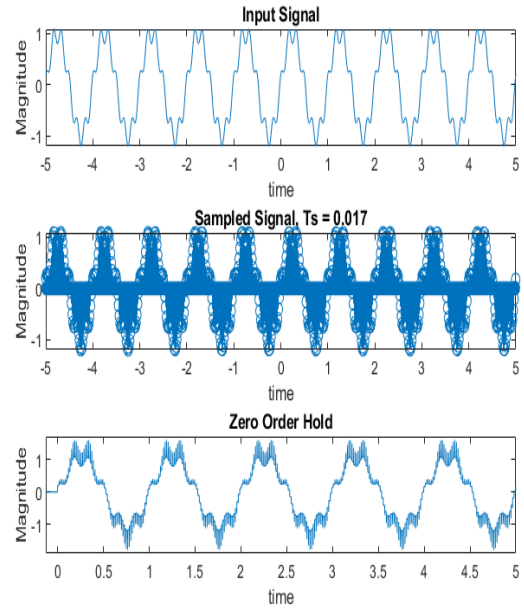 Input Signal
1
0
-1
Magnitude
-5 -4 -3 -2 -1 0 1 2 3 4 5
time
Sampled Signal, Ts = 0.017
1
0
-1
Magnitude
-5 -4 -3 -2 -1 0 1 2 3 4 5
time
Zero Order Hold
1
0
-1
Magnitude
0 0.5 1 1.5 2 2.5 3 3.5 4 4.5 5
time